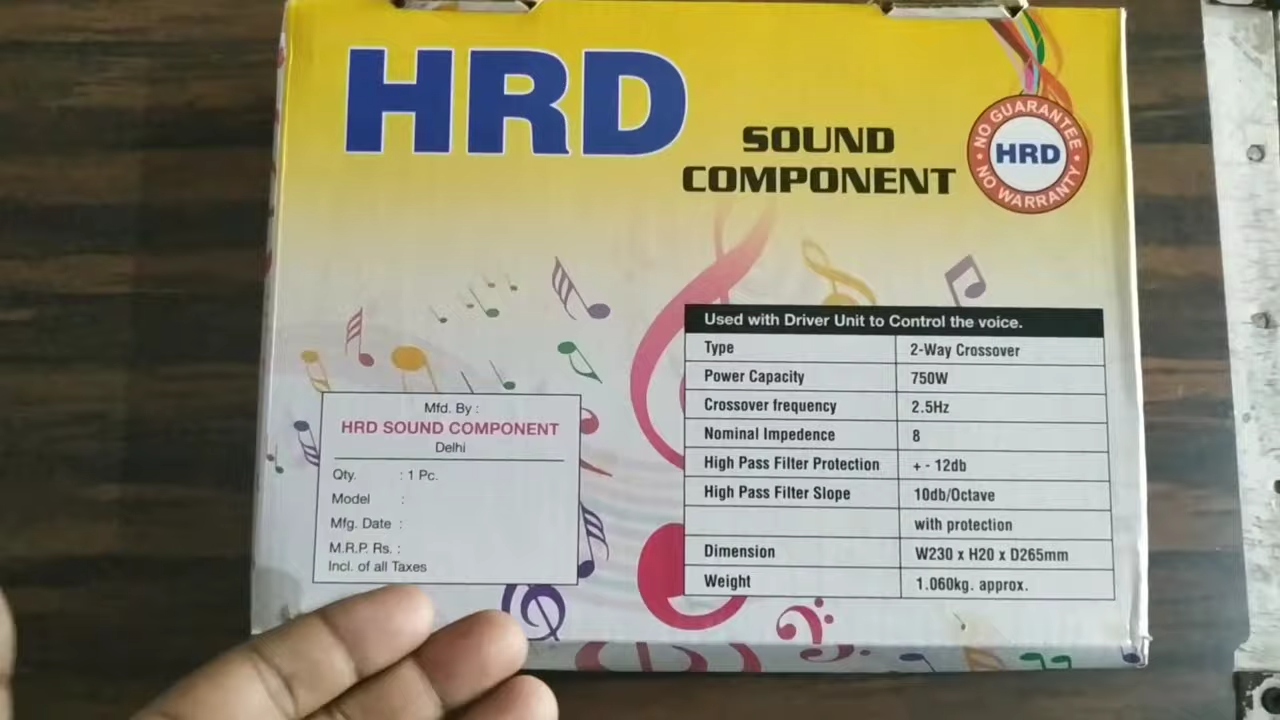 HRD
SOUND
COMPONENT
NO GUARANTEE
HRD
NO WARRANTY
Used with Driver Unit to Control the voice.
Type 2-Way Crossover
Power Capacity 750W
Crossover frequency 2.5Hz
Nominal Impedence 8
High Pass Filter Protection + - 12db
High Pass Filter Slope 10db/Octave
with protection
Dimension W230 x H20 x D265mm
Weight 1.060kg. approx.
Mfd. By :
HRD SOUND COMPONENT
Delhi
Qty. : 1 Pc.
Model :
Mfg. Date :
M.R.P. Rs. :
Incl. of all Taxes